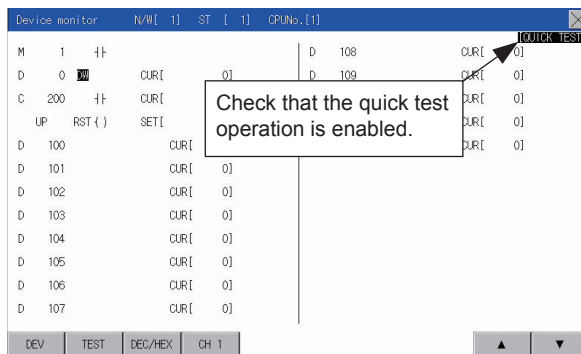 Device monitor N/W[ 1] ST [ 1] CPUNo.[1]
[QUICK TEST
M 1 ⊣⊢
D 0 DW CUR[ 0]
C 200 ⊣⊢ CUR[
UP RST ( ) SET[
D 100 CUR[
D 101 CUR[ 0]
D 102 CUR[ 0]
D 103 CUR[ 0]
D 104 CUR[ 0]
D 105 CUR[ 0]
D 106 CUR[ 0]
D 107 CUR[ 0]
D 108 CUR[ 0]
D 109 CUR[ 0]
CUR[ 0]
CUR[ 0]
Check that the quick test
operation is enabled.
DEV TEST DEC/HEX CH 1 ▲ ▼